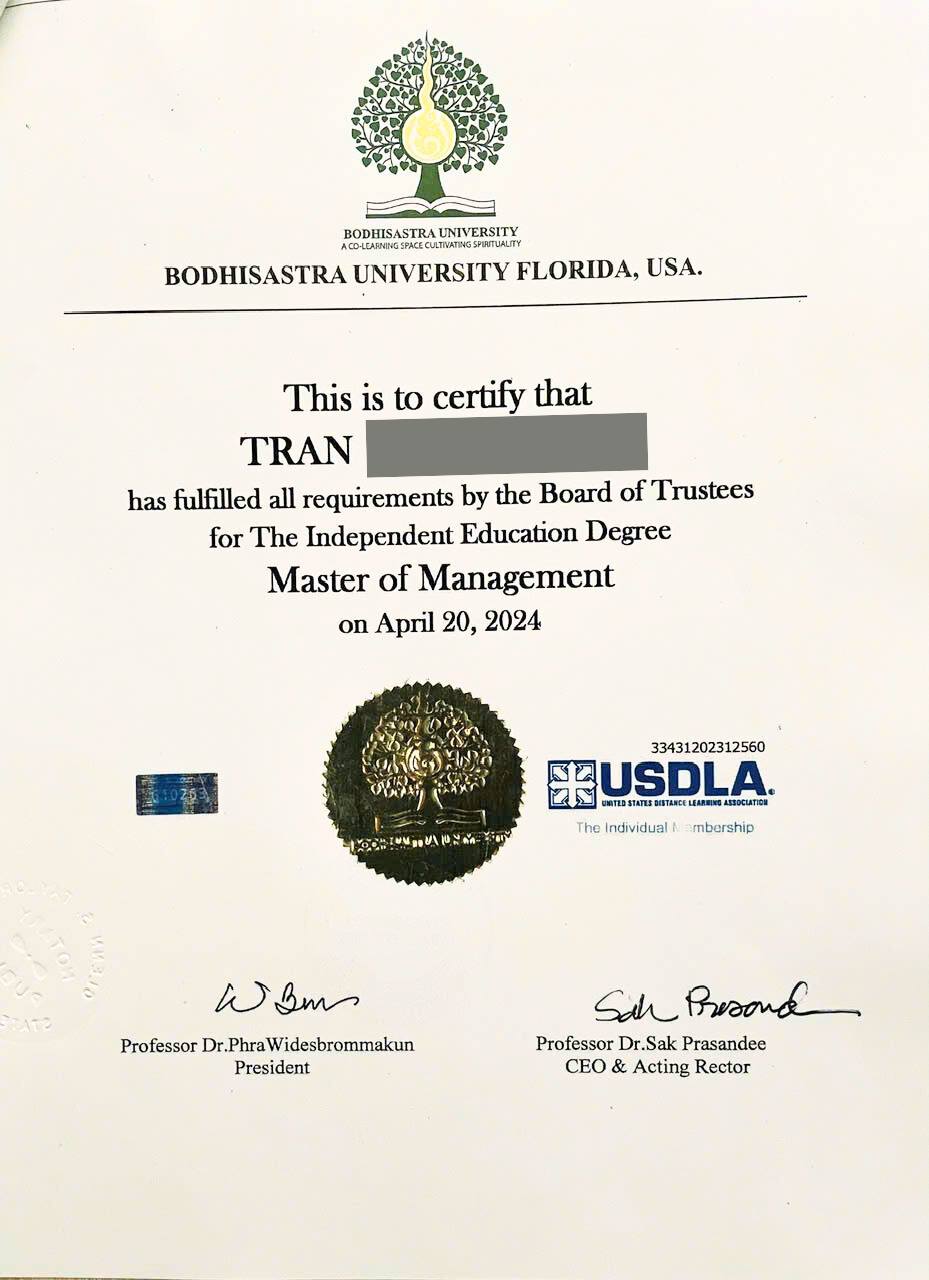 BODHISASTRA UNIVERSITY
A CO-LEARNING SPACE CULTIVATING SPIRITUALITY
BODHISASTRA UNIVERSITY FLORIDA, USA.
This is to certify that
TRAN
has fulfilled all requirements by the Board of Trustees
for The Independent Education Degree
Master of Management
on April 20, 2024
33431202312560
USDLA
UNITED STATES DISTANCE LEARNING ASSOCIATION
The Individual Membership
Professor Dr.PhraWidesbrommakun
President
Professor Dr.Sak Prasandee
CEO & Acting Rector